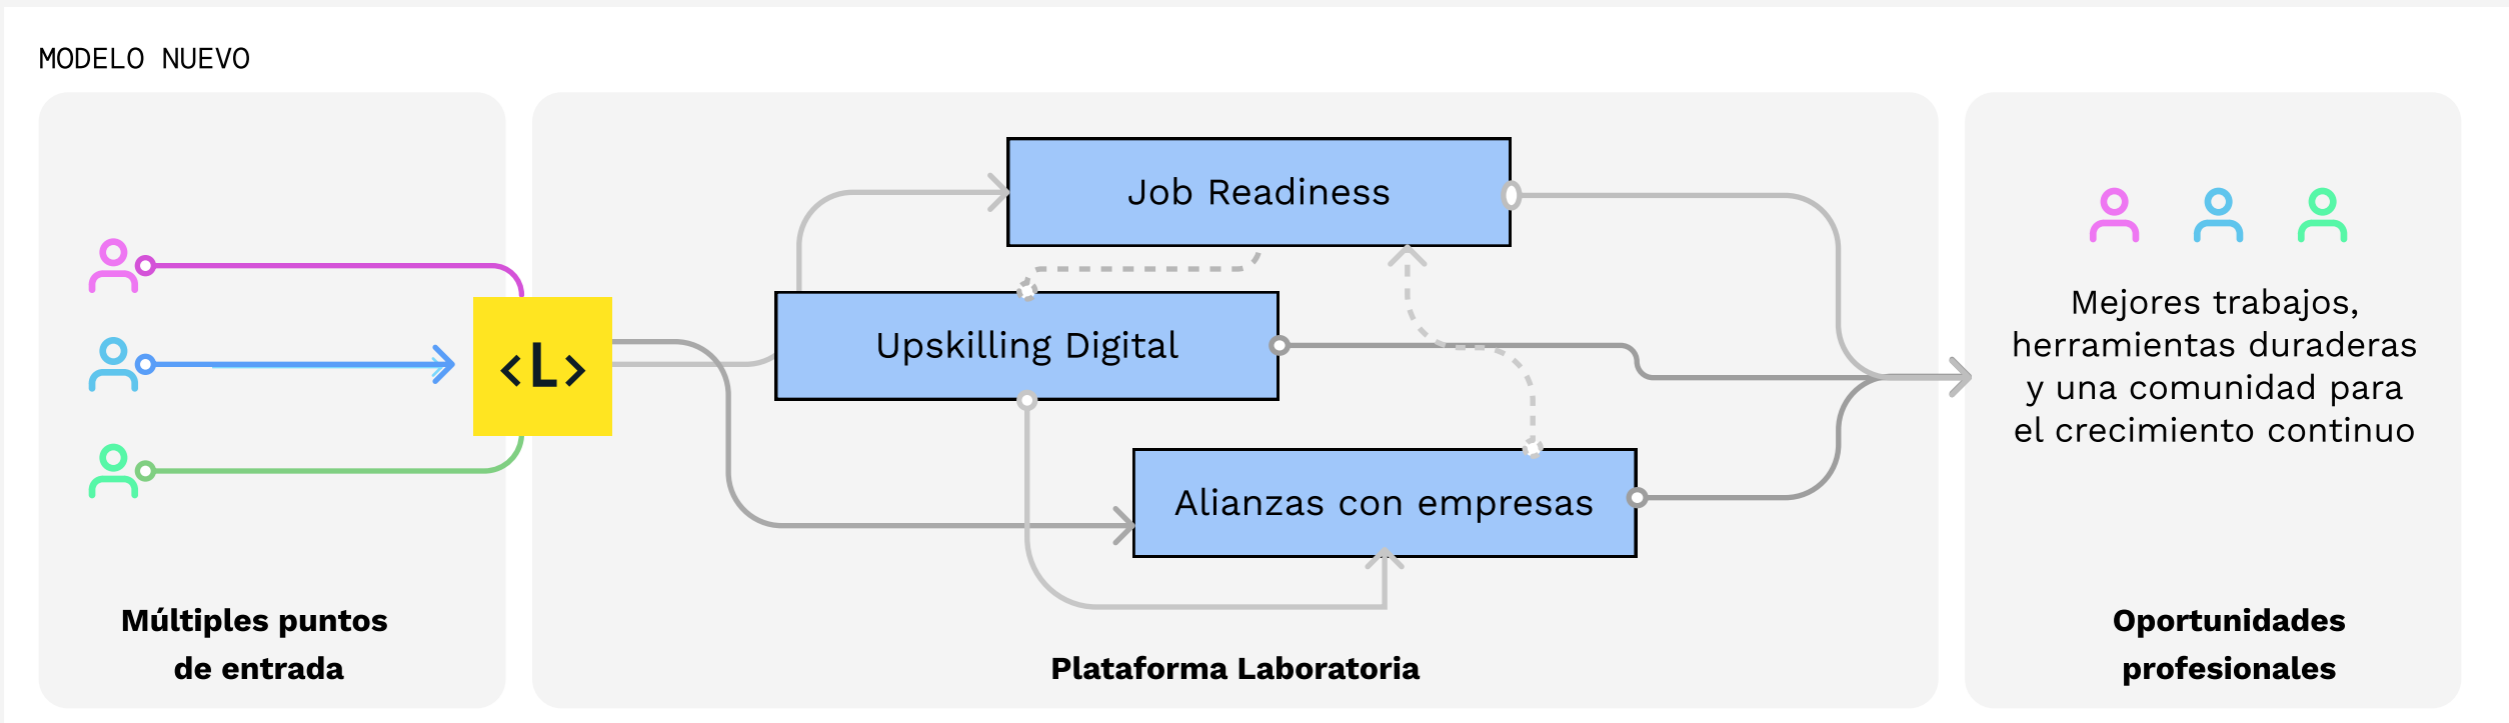 MODELO NUEVO
<L>
Job Readiness
Upskilling Digital
Alianzas con empresas
Mejores trabajos,
herramientas duraderas
y una comunidad para
el crecimiento continuo
Múltiples puntos
de entrada
Plataforma Laboratoria
Oportunidades
profesionales